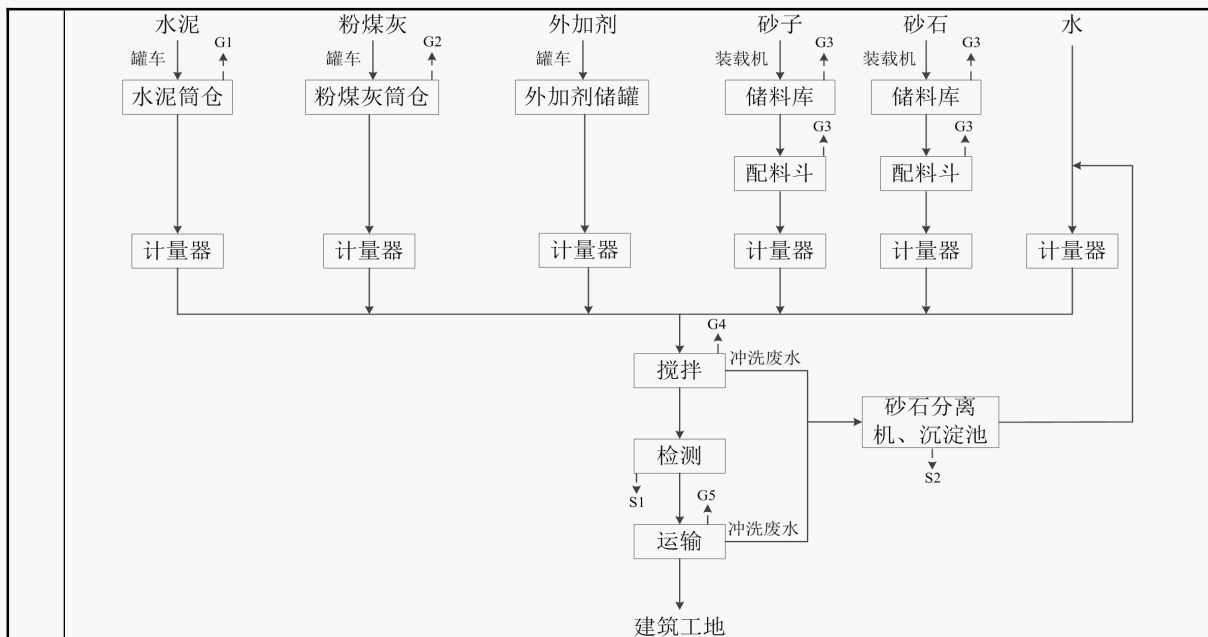 水泥 粉煤灰 外加剂 砂子 砂石 水
罐车 G1 罐车 G2 罐车 装载机 G3 装载机 G3
水泥筒仓 粉煤灰筒仓 外加剂储罐 储料库 储料库
G3 G3
配料斗 配料斗
计量器 计量器 计量器 计量器 计量器 计量器
G4
搅拌 冲洗废水
砂石分离
机、沉淀池
检测
S1 S2
G5
运输 冲洗废水
建筑工地